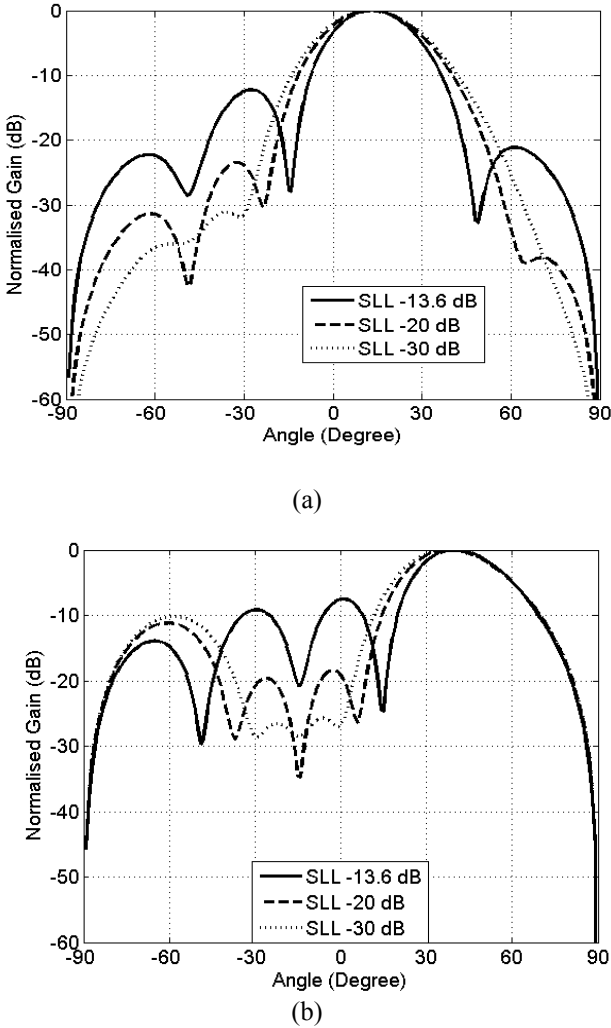 0
-10
-20
-30
-40
-50
-60
Normalised Gain (dB)
SLL -13.6 dB
SLL -20 dB
SLL -30 dB
-90 -60 -30 0 30 60 90
Angle (Degree)
(a)
0
-10
-20
-30
-40
-50
-60
Normalised Gain (dB)
SLL -13.6 dB
SLL -20 dB
SLL -30 dB
-90 -60 -30 0 30 60 90
Angle (Degree)
(b)